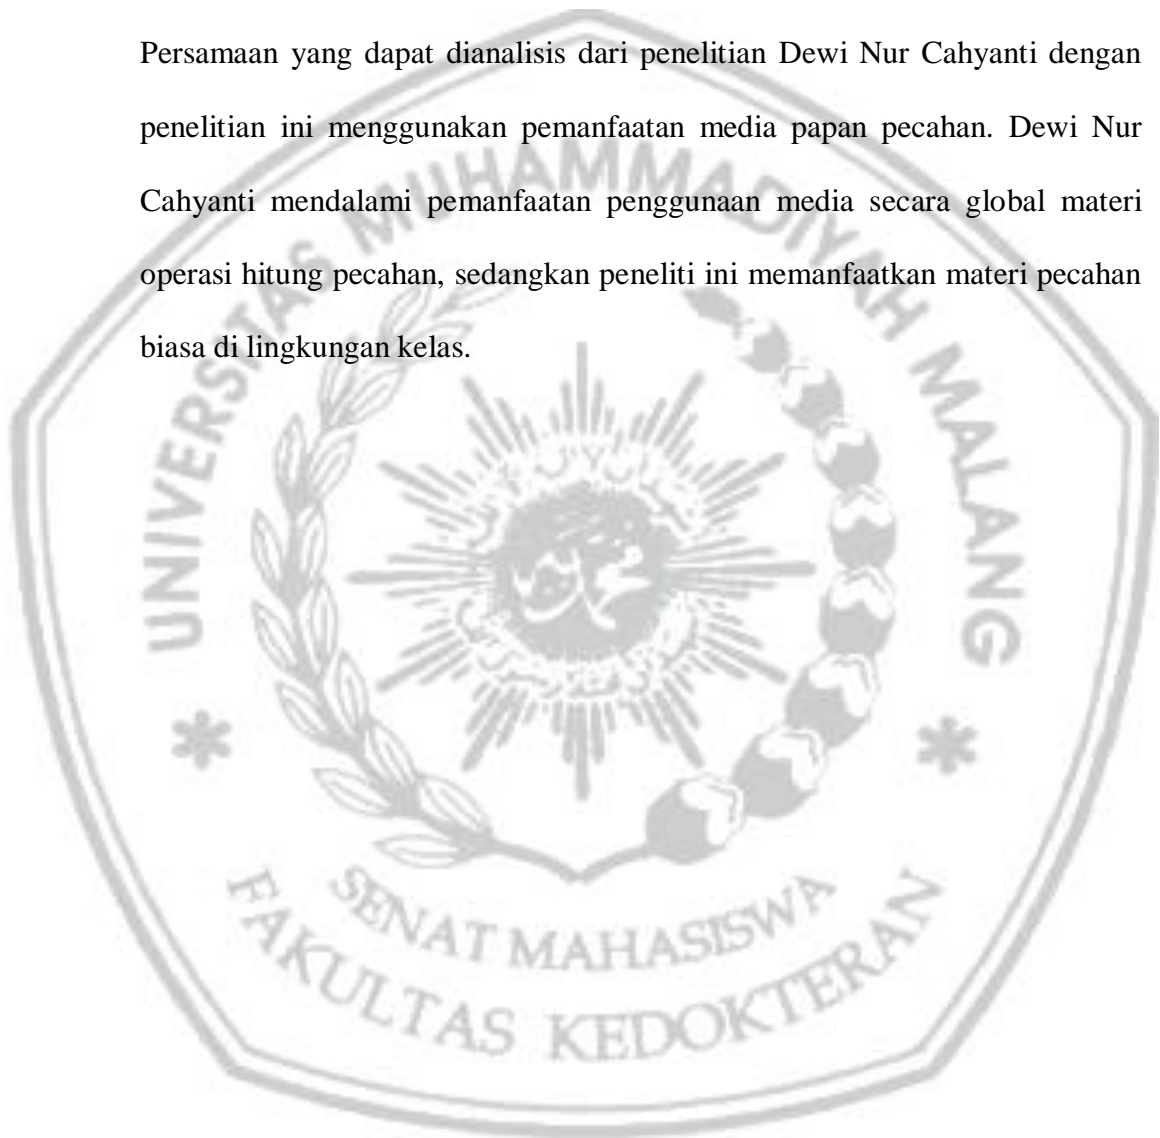 Persamaan yang dapat dianalisis dari penelitian Dewi Nur Cahyanti dengan
penelitian ini menggunakan pemanfaatan media papan pecahan. Dewi Nur
Cahyanti mendalami pemanfaatan penggunaan media secara global materi
operasi hitung pecahan, sedangkan peneliti ini memanfaatkan materi pecahan
biasa di lingkungan kelas.
UNIVERSITAS MUHAMMADIYAH MALANG
SENAT MAHASISWA
FAKULTAS KEDOKTERAN